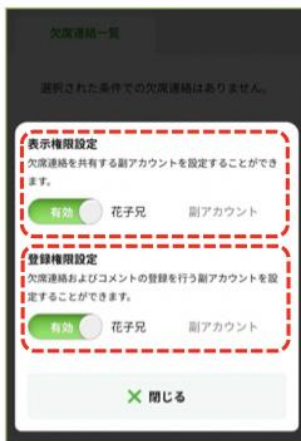 欠席連絡一覧
選択された条件での欠席連絡はありません。
表示権限設定
欠席連絡を共有する副アカウントを設定することができ
ます。
有効 花子兄 副アカウント
登録権限設定
欠席連絡およびコメントの登録を行う副アカウントを設
定することができます。
有効 花子兄 副アカウント
× 閉じる